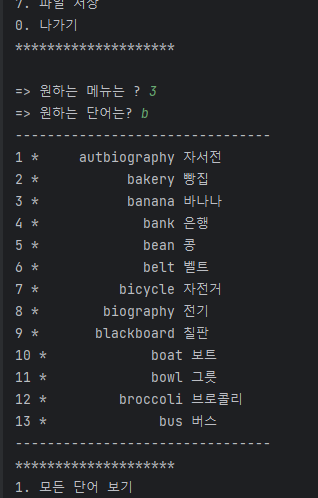 7. 파일 저장
0. 나가기
********************
=> 원하는 메뉴는 ? 3
=> 원하는 단어는? b
--------------------------------
1 * autbiography 자서전
2 * bakery 빵집
3 * banana 바나나
4 * bank 은행
5 * bean 콩
6 * belt 벨트
7 * bicycle 자전거
8 * biography 전기
9 * blackboard 칠판
10 * boat 보트
11 * bowl 그릇
12 * broccoli 브로콜리
13 * bus 버스
--------------------------------
********************
1. 모든 단어 보기